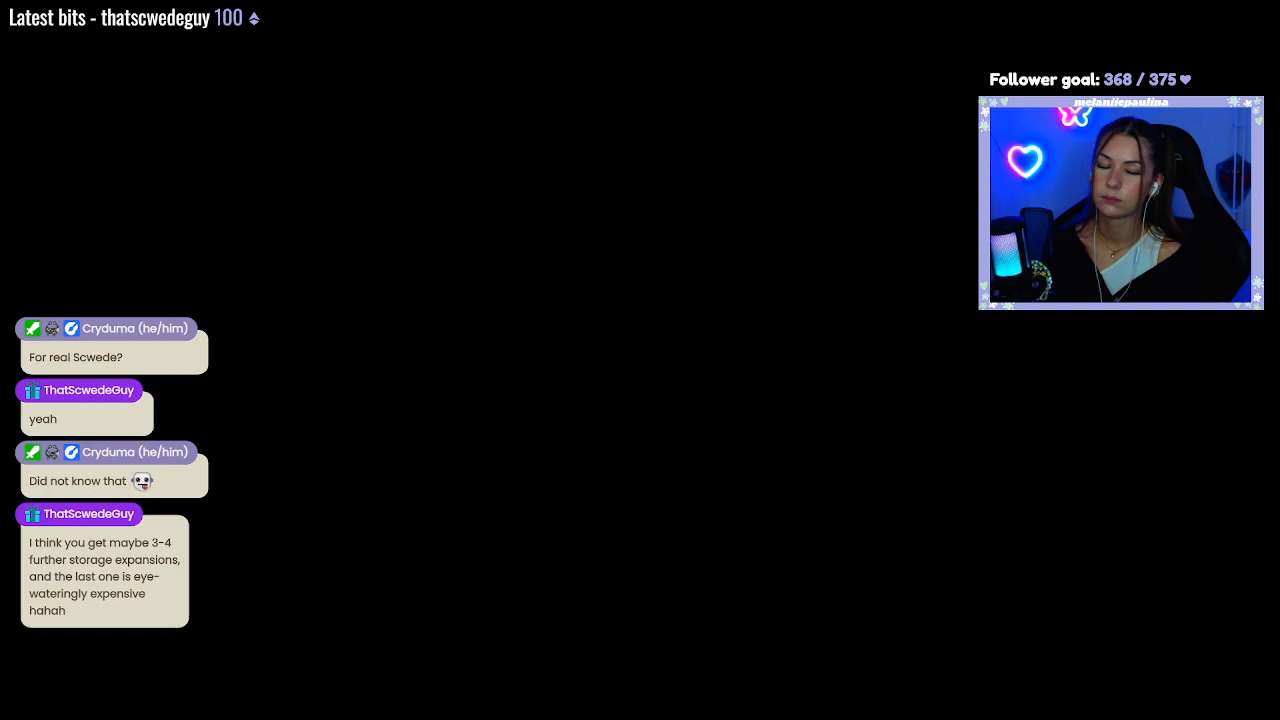 Latest bits - thatscwedeguy 100
Follower goal: 368 / 375
melaniiepaulina
Cryduma (he/him)
For real Scwede?
ThatScwedeGuy
yeah
Cryduma (he/him)
Did not know that
ThatScwedeGuy
I think you get maybe 3-4
further storage expansions,
and the last one is eye-
wateringly expensive
hahah